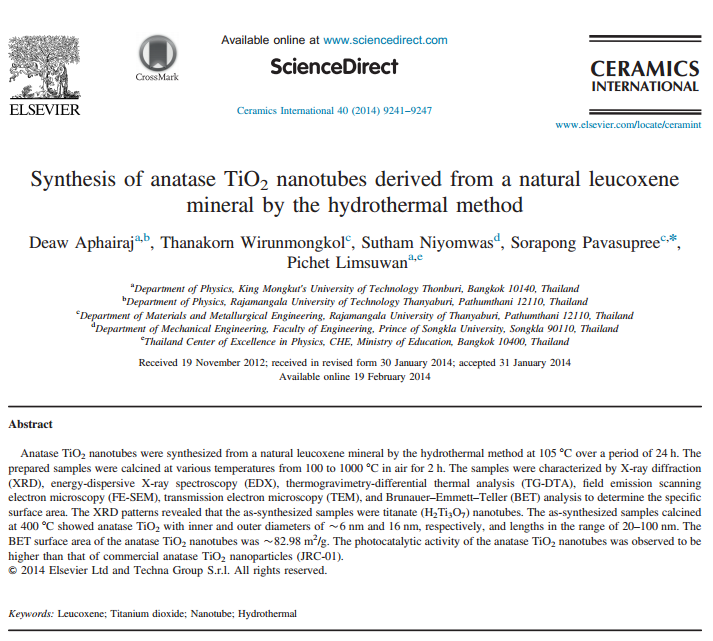 Available online at www.sciencedirect.com
CrossMark
ScienceDirect
ELSEVIER
CERAMICS
INTERNATIONAL
Ceramics International 40 (2014) 9241–9247
www.elsevier.com/locate/ceramint
Synthesis of anatase TiO₂ nanotubes derived from a natural leucoxene
mineral by the hydrothermal method
Deaw Aphairajᵃ,ᵇ, Thanakorn Wirunmongkolᶜ, Sutham Niyomwasᵈ, Sorapong Pavasupreeᶜ,*,
Pichet Limsuwanᵃ,ᵉ
ᵃDepartment of Physics, King Mongkut's University of Technology Thonburi, Bangkok 10140, Thailand
ᵇDepartment of Physics, Rajamangala University of Technology Thanyaburi, Pathumthani 12110, Thailand
ᶜDepartment of Materials and Metallurgical Engineering, Rajamangala University of Thanyaburi, Pathumthani 12110, Thailand
ᵈDepartment of Mechanical Engineering, Faculty of Engineering, Prince of Songkla University, Songkla 90110, Thailand
ᵉThailand Center of Excellence in Physics, CHE, Ministry of Education, Bangkok 10400, Thailand
Received 19 November 2012; received in revised form 30 January 2014; accepted 31 January 2014
Available online 19 February 2014
Abstract
Anatase TiO₂ nanotubes were synthesized from a natural leucoxene mineral by the hydrothermal method at 105 °C over a period of 24 h. The
prepared samples were calcined at various temperatures from 100 to 1000 °C in air for 2 h. The samples were characterized by X-ray diffraction
(XRD), energy-dispersive X-ray spectroscopy (EDX), thermogravimetry-differential thermal analysis (TG-DTA), field emission scanning
electron microscopy (FE-SEM), transmission electron microscopy (TEM), and Brunauer–Emmett–Teller (BET) analysis to determine the specific
surface area. The XRD patterns revealed that the as-synthesized samples were titanate (H₂Ti₃O₇) nanotubes. The as-synthesized samples calcined
at 400 °C showed anatase TiO₂ with inner and outer diameters of ~6 nm and 16 nm, respectively, and lengths in the range of 20–100 nm. The
BET surface area of the anatase TiO₂ nanotubes was ~82.98 m²/g. The photocatalytic activity of the anatase TiO₂ nanotubes was observed to be
higher than that of commercial anatase TiO₂ nanoparticles (JRC-01).
© 2014 Elsevier Ltd and Techna Group S.r.l. All rights reserved.
Keywords: Leucoxene; Titanium dioxide; Nanotube; Hydrothermal